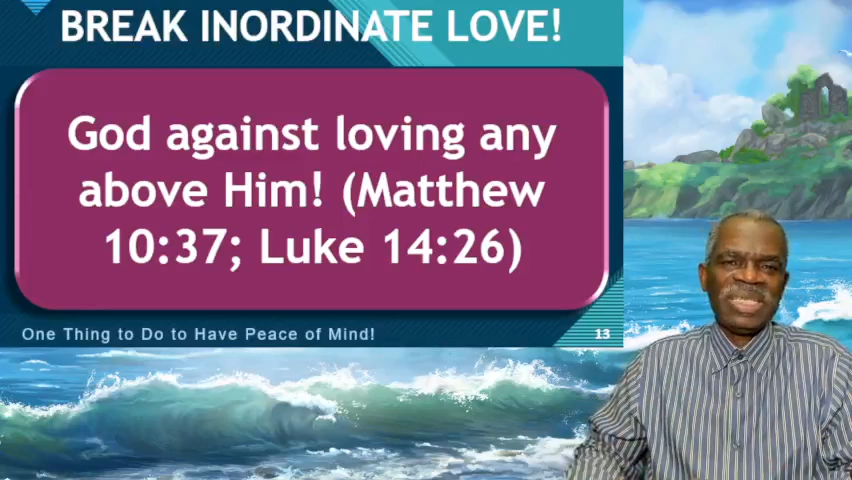 BREAK INORDINATE LOVE!
God against loving any
above Him! (Matthew
10:37; Luke 14:26)
One Thing to Do to Have Peace of Mind!
13